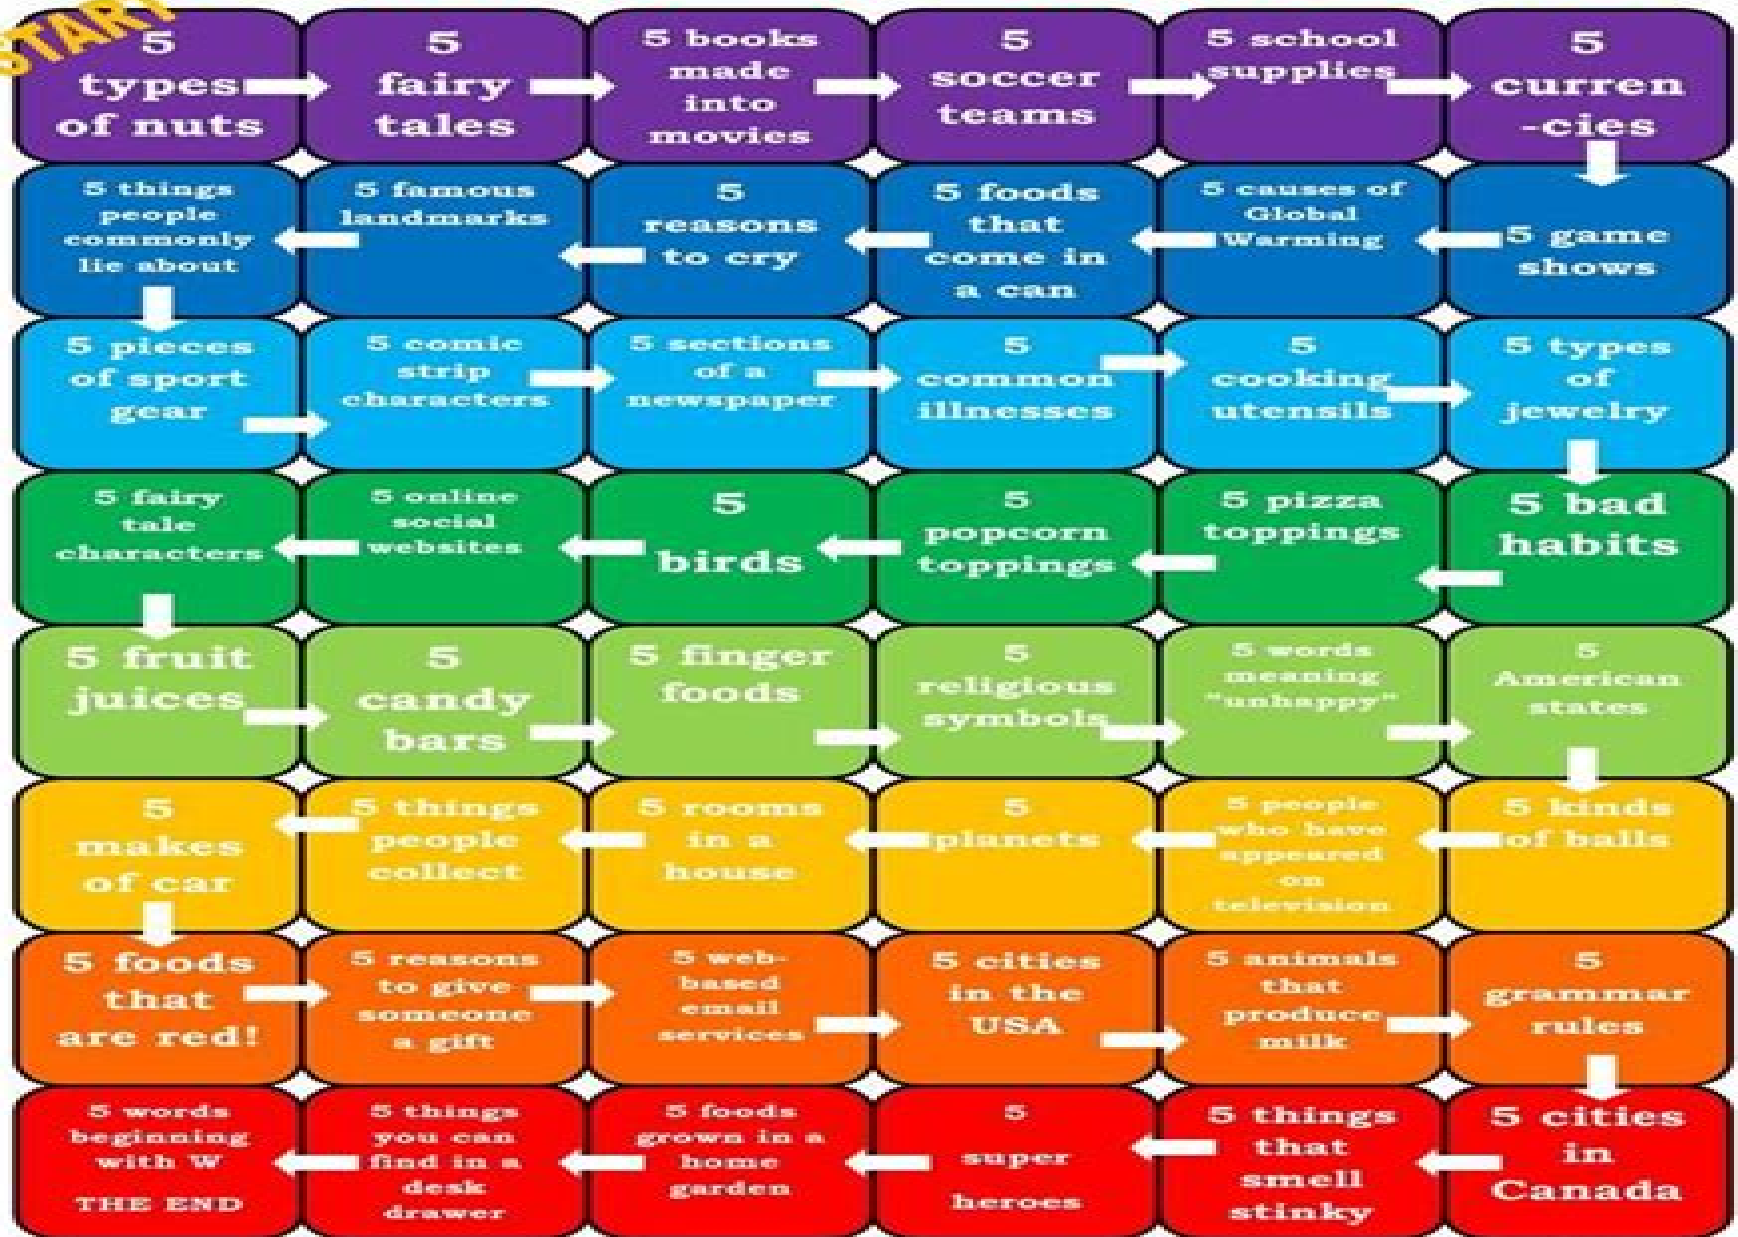 START
5
types
of nuts
5
fairy
tales
5 books
made
into
movies
5
soccer
teams
5 school
supplies
5
curren
-cies
5 things
people
commonly
lie about
5 famous
landmarks
5
reasons
to cry
5 foods
that
come in
a can
5 causes of
Global
Warming
5 game
shows
5 pieces
of sport
gear
5 comic
strip
characters
5 sections
of a
newspaper
5
common
illnesses
5
cooking
utensils
5 types
of
jewelry
5 fairy
tale
characters
5 online
social
websites
5
birds
5
popcorn
toppings
5 pizza
toppings
5 bad
habits
5 fruit
juices
5
candy
bars
5 finger
foods
5
religious
symbols
5 words
meaning
"unhappy"
5
American
states
5
makes
of car
5 things
people
collect
5 rooms
in a
house
5
planets
5 people
who have
appeared
on
television
5 kinds
of balls
5 foods
that
are red!
5 reasons
to give
someone
a gift
5 web-
based
email
services
5 cities
in the
USA
5 animals
that
produce
milk
5
grammar
rules
5 words
beginning
with W
THE END
5 things
you can
find in a
desk
drawer
5 foods
grown in a
home
garden
5
super
heroes
5 things
that
smell
stinky
5 cities
in
Canada